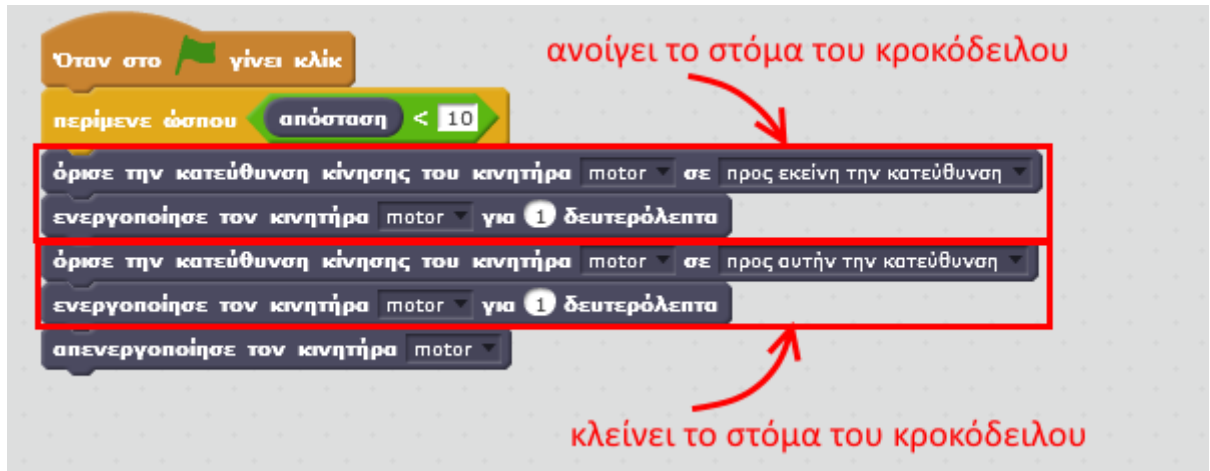 ανοίγει το στόμα του κροκόδειλου
Όταν στο γίνει κλίκ
περίμενε ώσπου απόσταση < 10
όρισε την κατεύθυνση κίνησης του κινητήρα motor σε προς εκείνη την κατεύθυνση
ενεργοποίησε τον κινητήρα motor για 1 δευτερόλεπτα
όρισε την κατεύθυνση κίνησης του κινητήρα motor σε προς αυτήν την κατεύθυνση
ενεργοποίησε τον κινητήρα motor για 1 δευτερόλεπτα
απενεργοποίησε τον κινητήρα motor
κλείνει το στόμα του κροκόδειλου